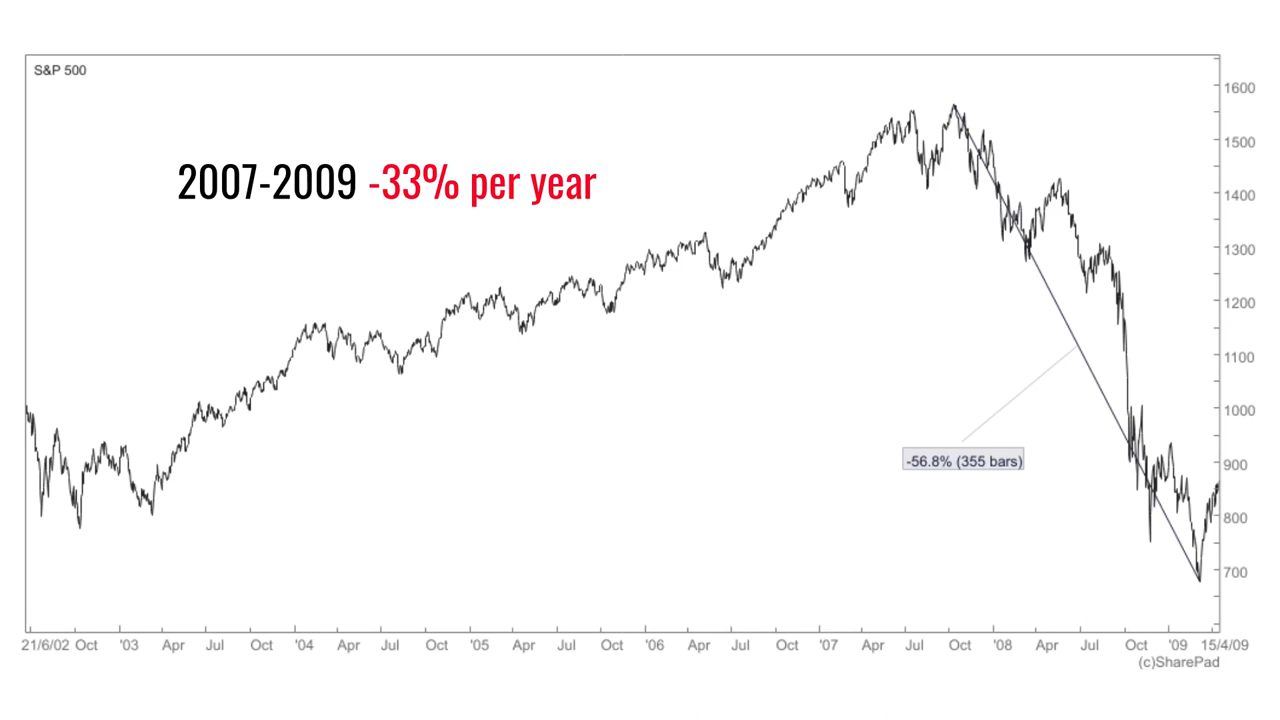 S&P 500
2007-2009 -33% per year
1600
1500
1400
1300
1200
1100
1000
900
800
700
-56.8% (355 bars)
21/6/02 Oct '03 Apr Jul Oct '04 Apr Jul Oct '05 Apr Jul Oct '06 Apr Jul Oct '07 Apr Jul Oct '08 Apr Jul Oct '09 15/4/09
(c)SharePad